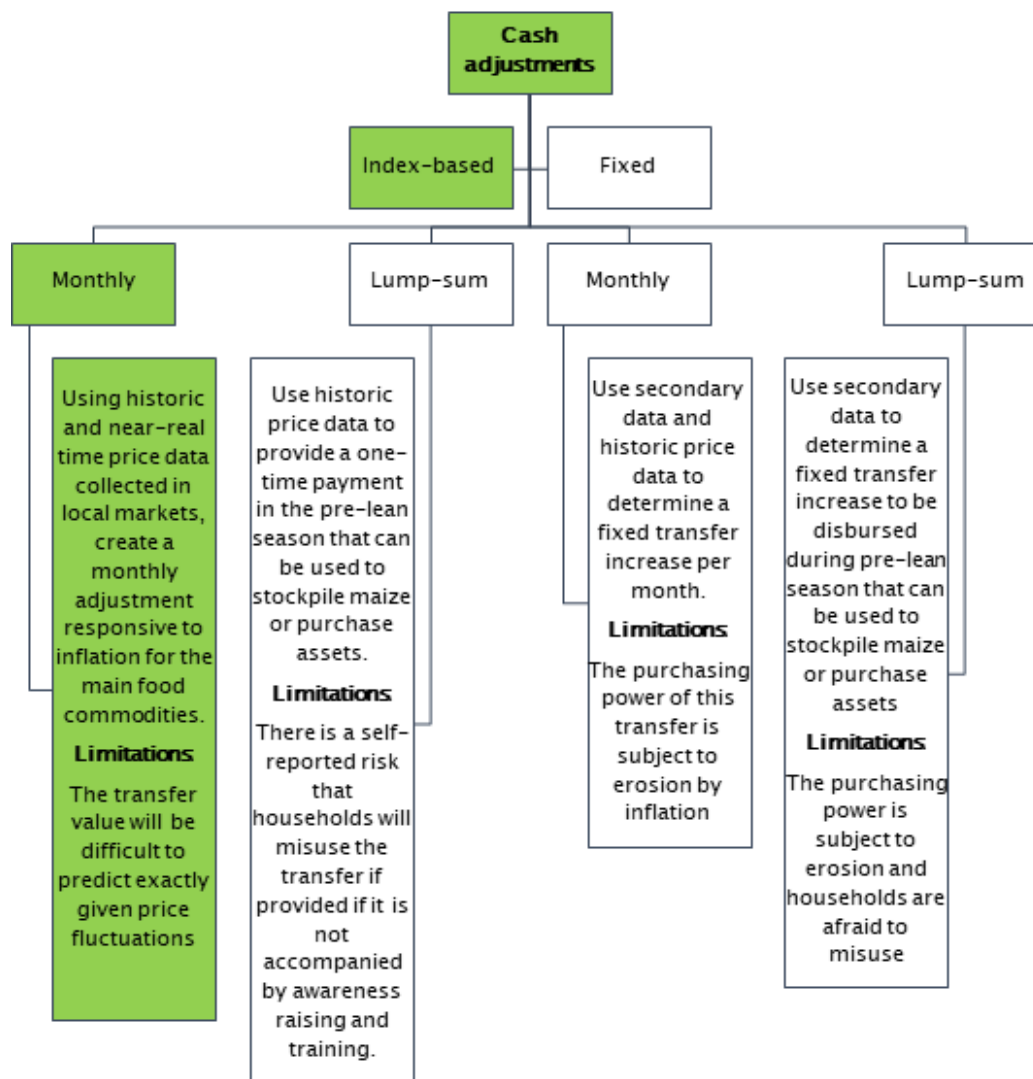 Cash
adjustments
Index-based
Fixed
Monthly
Lump-sum
Monthly
Lump-sum
Using historic
and near-real
time price data
collected in
local markets,
create a
monthly
adjustment
responsive to
inflation for the
main food
commodities.
Limitations:
The transfer
value will be
difficult to
predict exactly
given price
fluctuations
Use historic
price data to
provide a one-
time payment
in the pre-lean
season that can
be used to
stockpile maize
or purchase
assets.
Limitations:
There is a self-
reported risk
that
households will
misuse the
transfer if
provided if it is
not
accompanied
by awareness
raising and
training.
Use secondary
data and
historic price
data to
determine a
fixed transfer
increase per
month.
Limitations:
The purchasing
power of this
transfer is
subject to
erosion by
inflation
Use secondary
data to
determine a
fixed transfer
increase to be
disbursed
during pre-lean
season that can
be used to
stockpile maize
or purchase
assets
Limitations:
The purchasing
power is
subject to
erosion and
households are
afraid to
misuse